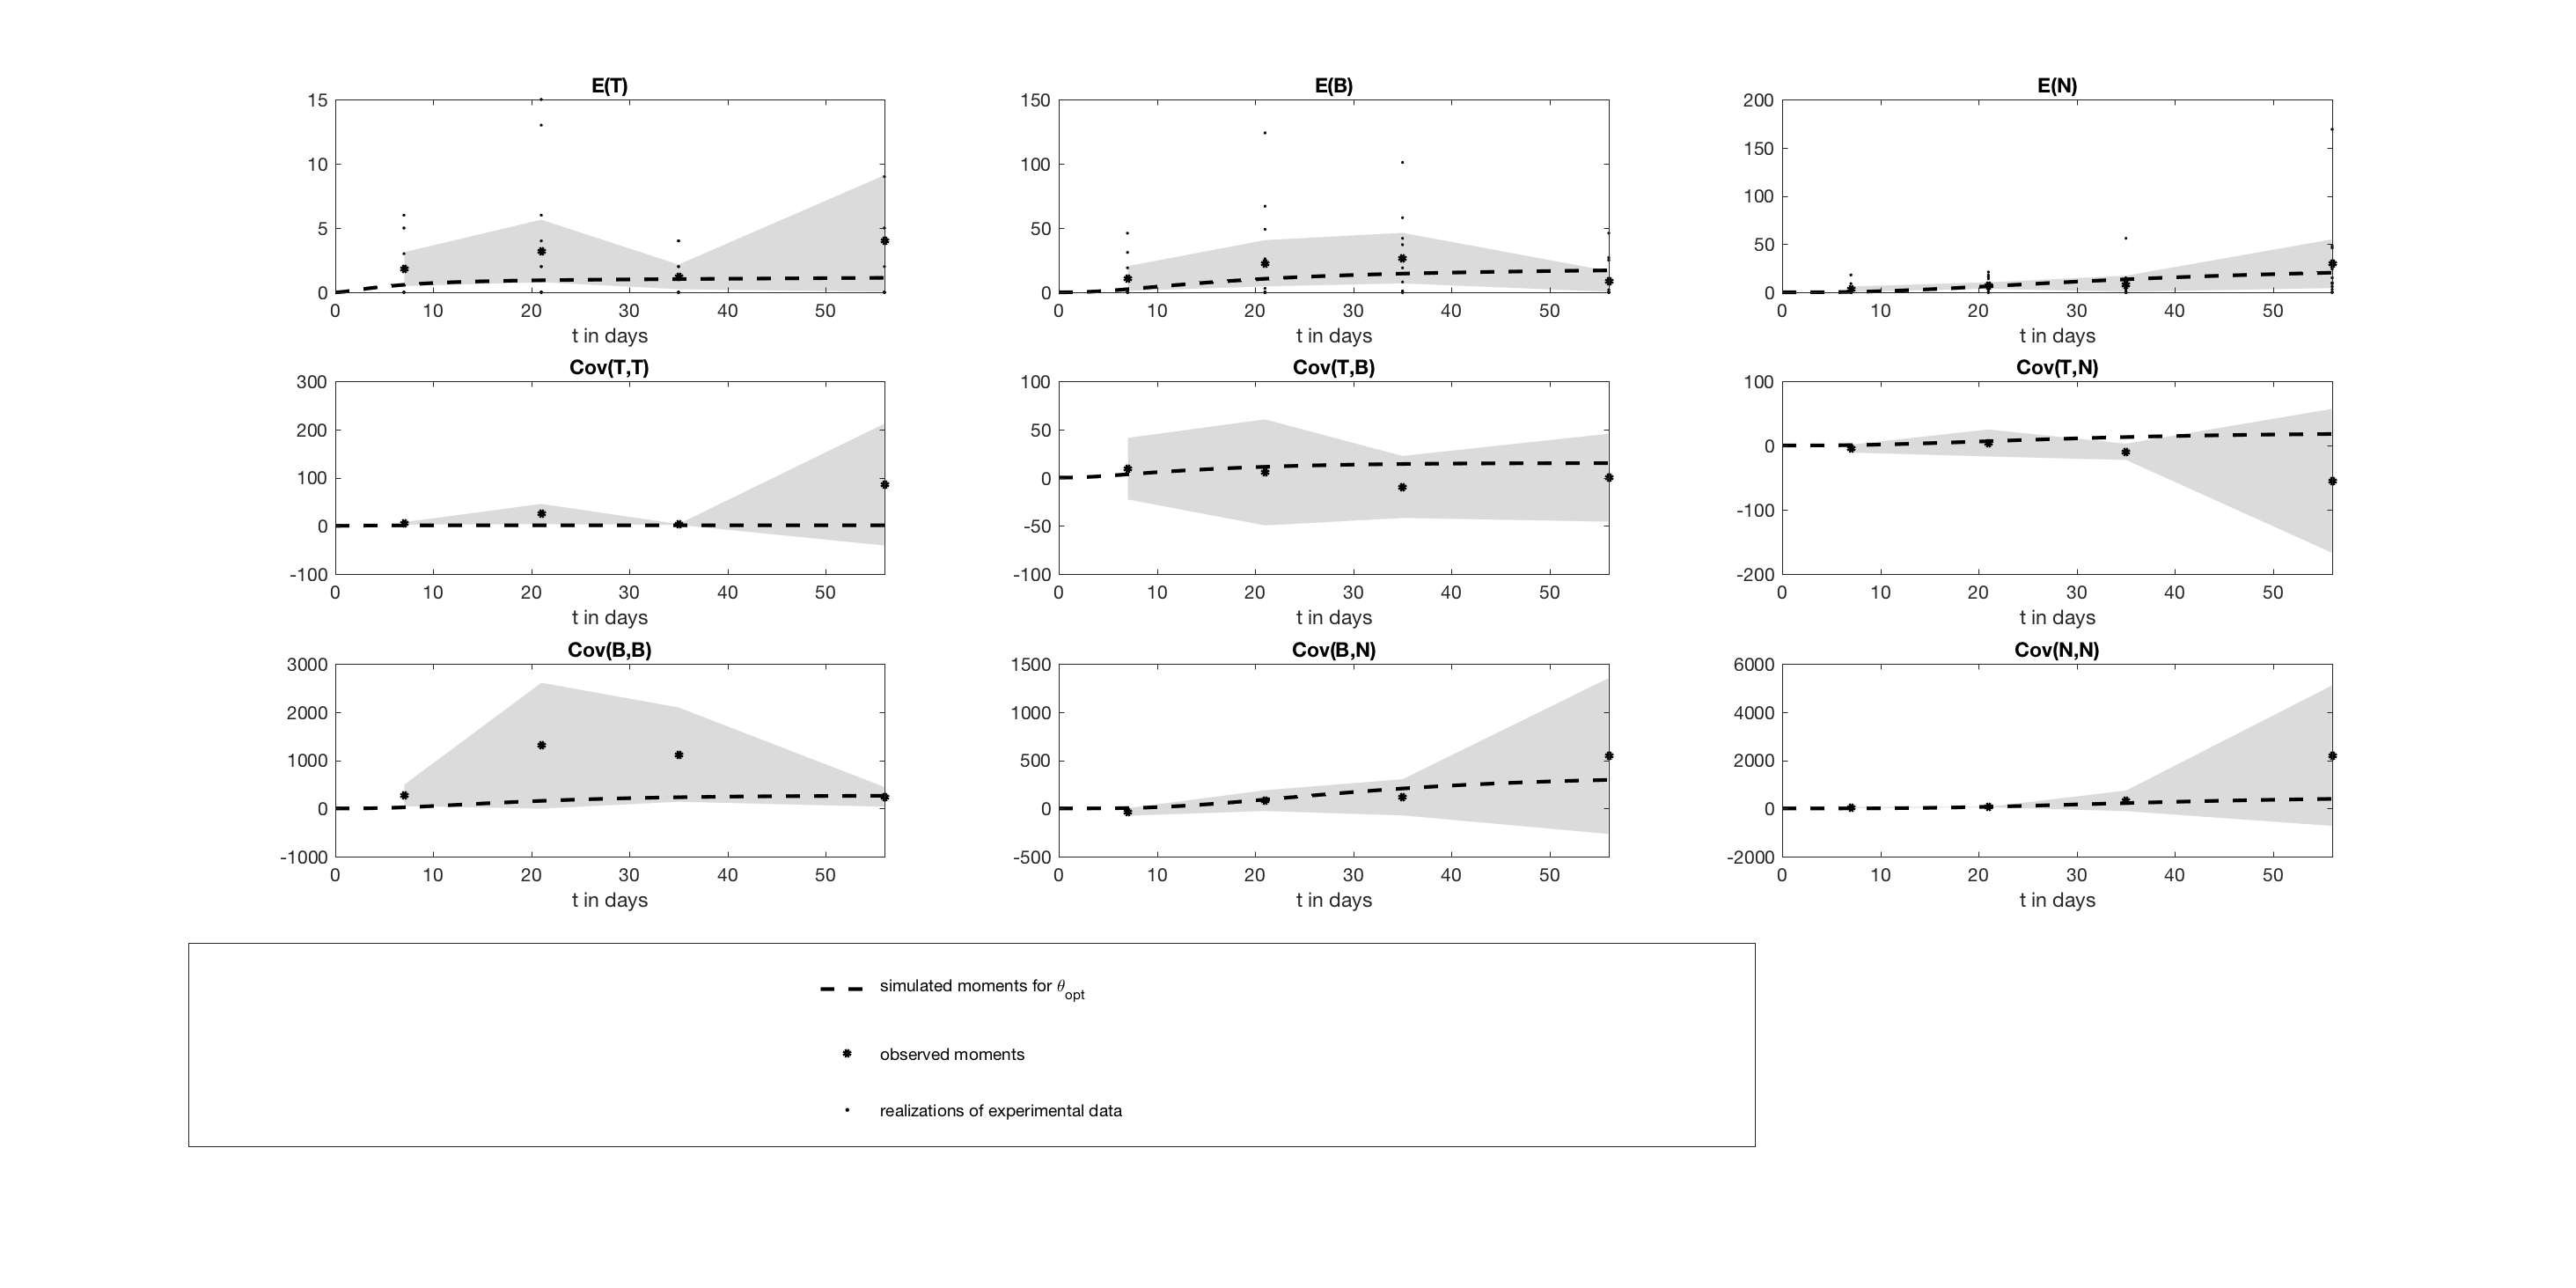 E(T) E(B) E(N)
15 150 200
150
10 100
100
5 50
50
0 0 0
0 10 20 30 40 50 0 10 20 30 40 50 0 10 20 30 40 50
t in days t in days t in days
Cov(T,T) Cov(T,B) Cov(T,N)
300 100 100
200 50
0
100 0
-100
0 -50
-100 -100 -200
0 10 20 30 40 50 0 10 20 30 40 50 0 10 20 30 40 50
t in days t in days t in days
Cov(B,B) Cov(B,N) Cov(N,N)
3000 1500 6000
2000 1000 4000
1000 500 2000
0 0 0
-1000 -500 -2000
0 10 20 30 40 50 0 10 20 30 40 50 0 10 20 30 40 50
t in days t in days t in days
simulated moments for θopt
observed moments
realizations of experimental data